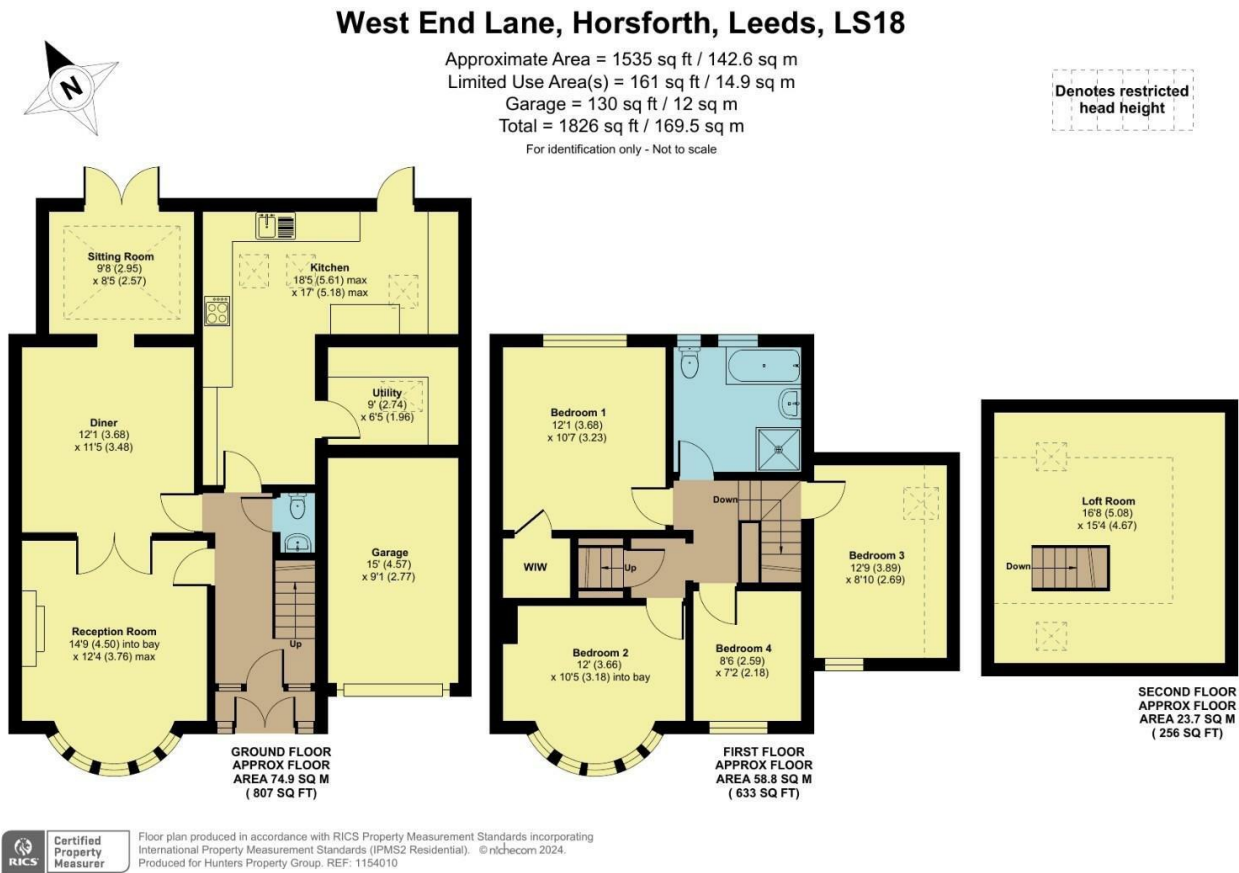 West End Lane, Horsforth, Leeds, LS18
Approximate Area = 1535 sq ft / 142.6 sq m
Limited Use Area(s) = 161 sq ft / 14.9 sq m
Garage = 130 sq ft / 12 sq m
Total = 1826 sq ft / 169.5 sq m
For identification only - Not to scale
N
Denotes restricted
head height
Sitting Room
9'8 (2.95)
x 8'5 (2.57)
Kitchen
18'5 (5.61) max
x 17' (5.18) max
Diner
12'1 (3.68)
x 11'5 (3.48)
Utility
9' (2.74)
x 6'5 (1.96)
Garage
15' (4.57)
x 9'1 (2.77)
Reception Room
14'9 (4.50) into bay
x 12'4 (3.76) max
Up
GROUND FLOOR
APPROX FLOOR
AREA 74.9 SQ M
( 807 SQ FT)
Bedroom 1
12'1 (3.68)
x 10'7 (3.23)
Down
WIW
Up
Bedroom 3
12'9 (3.89)
x 8'10 (2.69)
Bedroom 2
12' (3.66)
x 10'5 (3.18) into bay
Bedroom 4
8'6 (2.59)
x 7'2 (2.18)
FIRST FLOOR
APPROX FLOOR
AREA 58.8 SQ M
( 633 SQ FT)
Loft Room
16'8 (5.08)
x 15'4 (4.67)
Down
SECOND FLOOR
APPROX FLOOR
AREA 23.7 SQ M
( 256 SQ FT)
RICS
Certified
Property
Measurer
Floor plan produced in accordance with RICS Property Measurement Standards incorporating
International Property Measurement Standards (IPMS2 Residential). © nichecom 2024.
Produced for Hunters Property Group. REF: 1154010